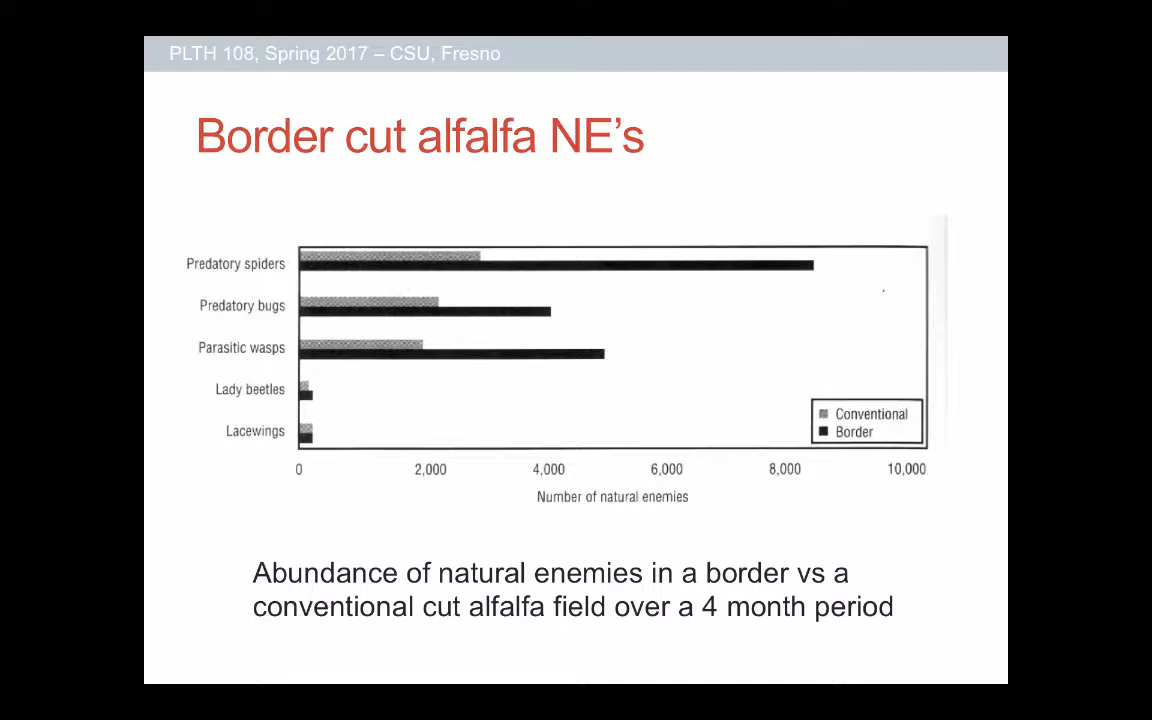 PLTH 108, Spring 2017 – CSU, Fresno
Border cut alfalfa NE’s
Predatory spiders
Predatory bugs
Parasitic wasps
Lady beetles
Lacewings
Conventional
Border
0 2,000 4,000 6,000 8,000 10,000
Number of natural enemies
Abundance of natural enemies in a border vs a
conventional cut alfalfa field over a 4 month period